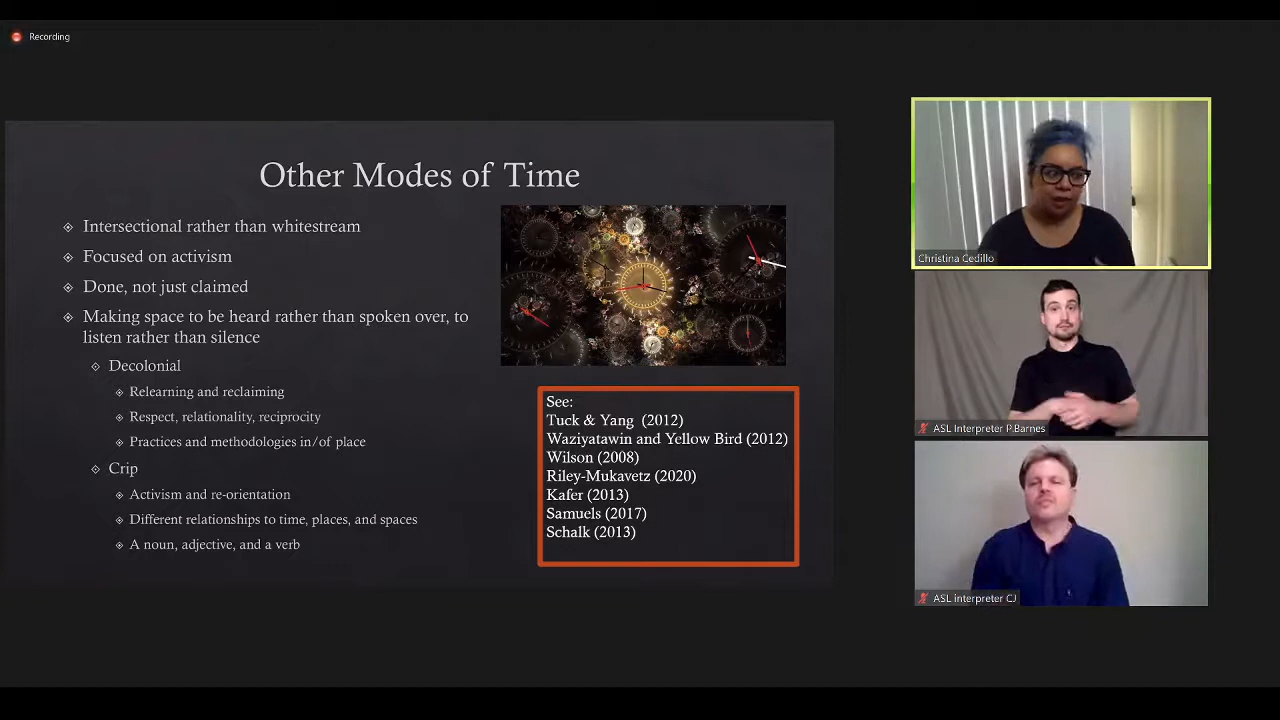 Recording
Other Modes of Time
Intersectional rather than whitestream
Focused on activism
Done, not just claimed
Making space to be heard rather than spoken over, to
listen rather than silence
Decolonial
Relearning and reclaiming
Respect, relationality, reciprocity
Practices and methodologies in/of place
Crip
Activism and re-orientation
Different relationships to time, places, and spaces
A noun, adjective, and a verb
See:
Tuck & Yang (2012)
Waziyatawin and Yellow Bird (2012)
Wilson (2008)
Riley-Mukavetz (2020)
Kafer (2013)
Samuels (2017)
Schalk (2013)
Christina Cedillo
ASL Interpreter P.Barnes
ASL interpreter CJ